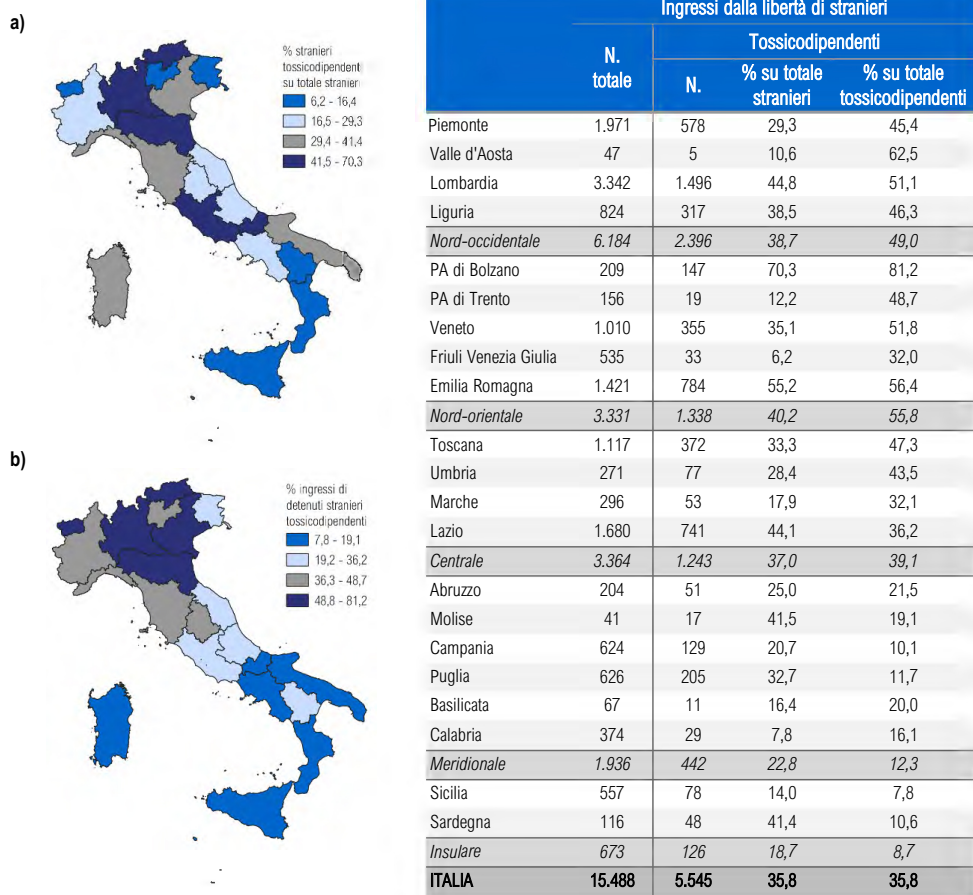 a)
% stranieri
tossicodipendenti
su totale stranieri
6,2 - 16,4
16,5 - 29,3
29,4 - 41,4
41,5 - 70,3
b)
% ingressi di
detenuti stranieri
tossicodipendenti
7,8 - 19,1
19,2 - 36,2
36,3 - 48,7
48,8 - 81,2
Ingressi dalla libertà di stranieri
N. totale
Tossicodipendenti
N.
% su totale stranieri
% su totale tossicodipendenti
Piemonte 1.971 578 29,3 45,4
Valle d'Aosta 47 5 10,6 62,5
Lombardia 3.342 1.496 44,8 51,1
Liguria 824 317 38,5 46,3
Nord-occidentale 6.184 2.396 38,7 49,0
PA di Bolzano 209 147 70,3 81,2
PA di Trento 156 19 12,2 48,7
Veneto 1.010 355 35,1 51,8
Friuli Venezia Giulia 535 33 6,2 32,0
Emilia Romagna 1.421 784 55,2 56,4
Nord-orientale 3.331 1.338 40,2 55,8
Toscana 1.117 372 33,3 47,3
Umbria 271 77 28,4 43,5
Marche 296 53 17,9 32,1
Lazio 1.680 741 44,1 36,2
Centrale 3.364 1.243 37,0 39,1
Abruzzo 204 51 25,0 21,5
Molise 41 17 41,5 19,1
Campania 624 129 20,7 10,1
Puglia 626 205 32,7 11,7
Basilicata 67 11 16,4 20,0
Calabria 374 29 7,8 16,1
Meridionale 1.936 442 22,8 12,3
Sicilia 557 78 14,0 7,8
Sardegna 116 48 41,4 10,6
Insulare 673 126 18,7 8,7
ITALIA 15.488 5.545 35,8 35,8